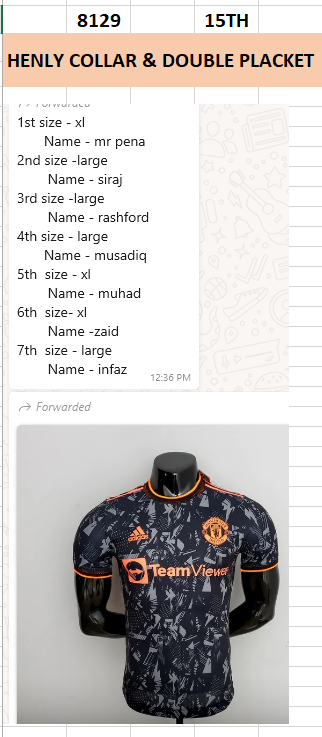 8129 15TH
HENLY COLLAR & DOUBLE PLACKET
Forwarded
1st size - xl
Name - mr pena
2nd size -large
Name - siraj
3rd size -large
Name - rashford
4th size - large
Name - musadiq
5th size - xl
Name - muhad
6th size- xl
Name -zaid
7th size - large
Name - infaz
12:36 PM
Forwarded
adidas
TeamViewer